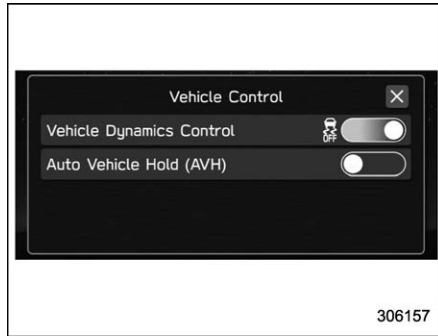 Vehicle Control
Vehicle Dynamics Control OFF
Auto Vehicle Hold (AVH)
306157